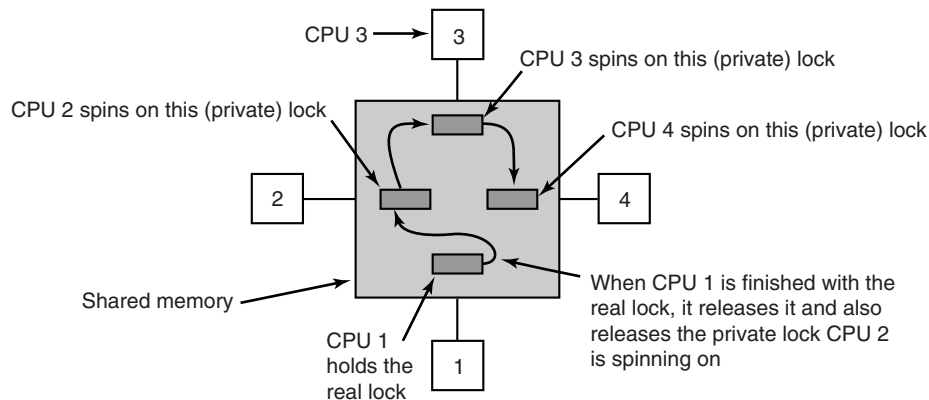 CPU 3
3
CPU 3 spins on this (private) lock
CPU 2 spins on this (private) lock
CPU 4 spins on this (private) lock
2
4
Shared memory
CPU 1
holds the
real lock
1
When CPU 1 is finished with the
real lock, it releases it and also
releases the private lock CPU 2
is spinning on